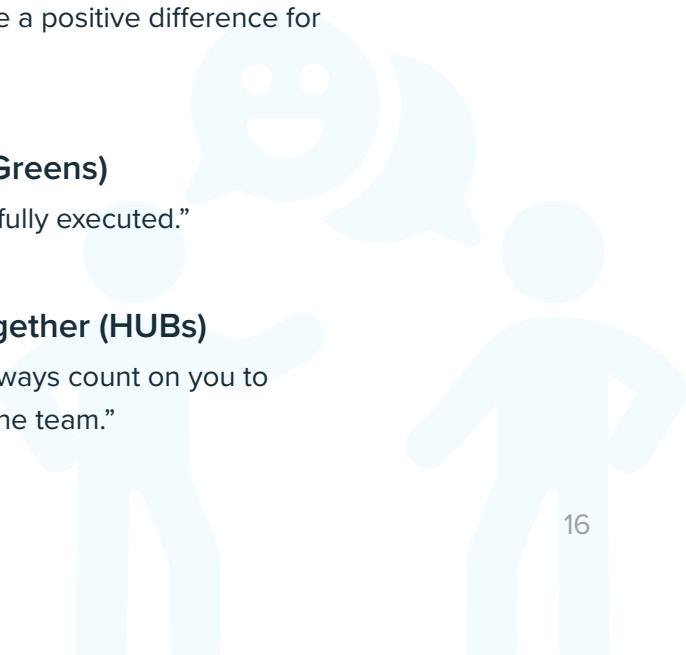 e a positive difference for
Greens)
fully executed.”
gether (HUBs)
ways count on you to
he team.”
16